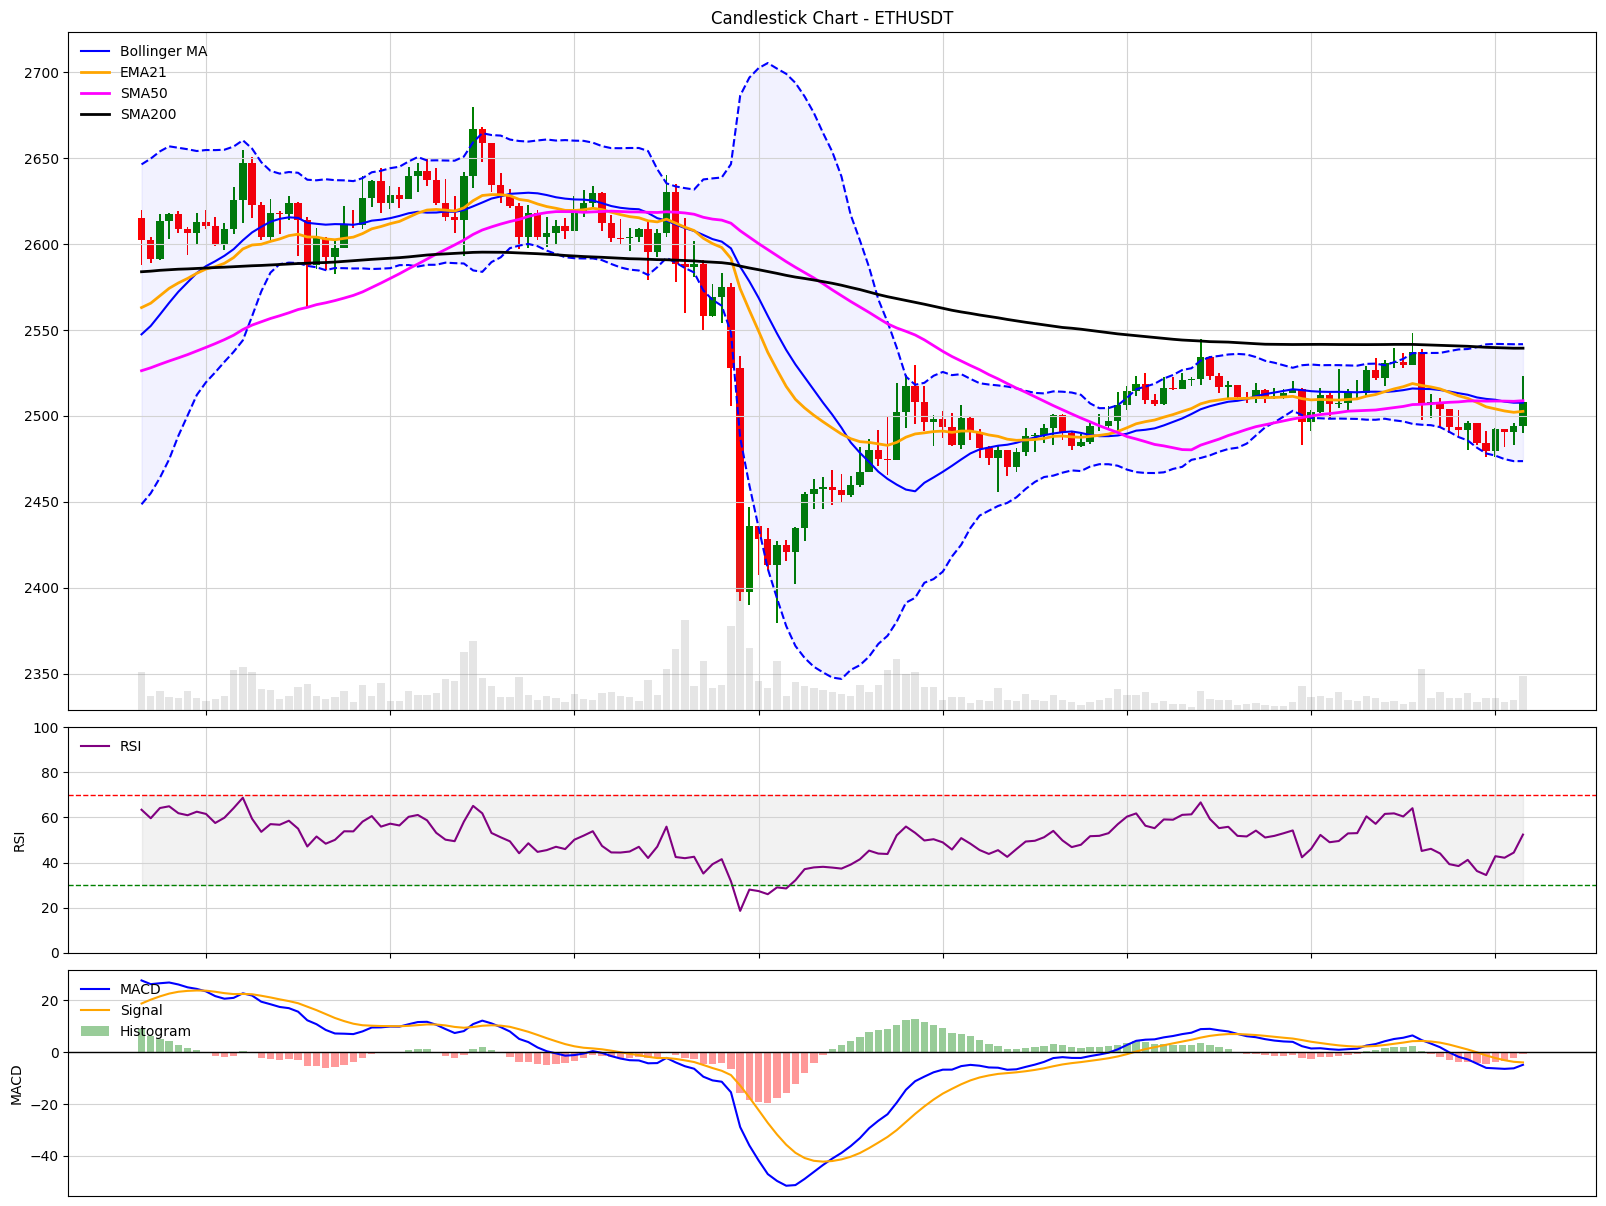 Candlestick Chart - ETHUSDT
Bollinger MA
EMA21
SMA50
SMA200
2700
2650
2600
2550
2500
2450
2400
2350
RSI
100
80
60
40
20
0
RSI
MACD
Signal
Histogram
20
0
−20
−40
MACD